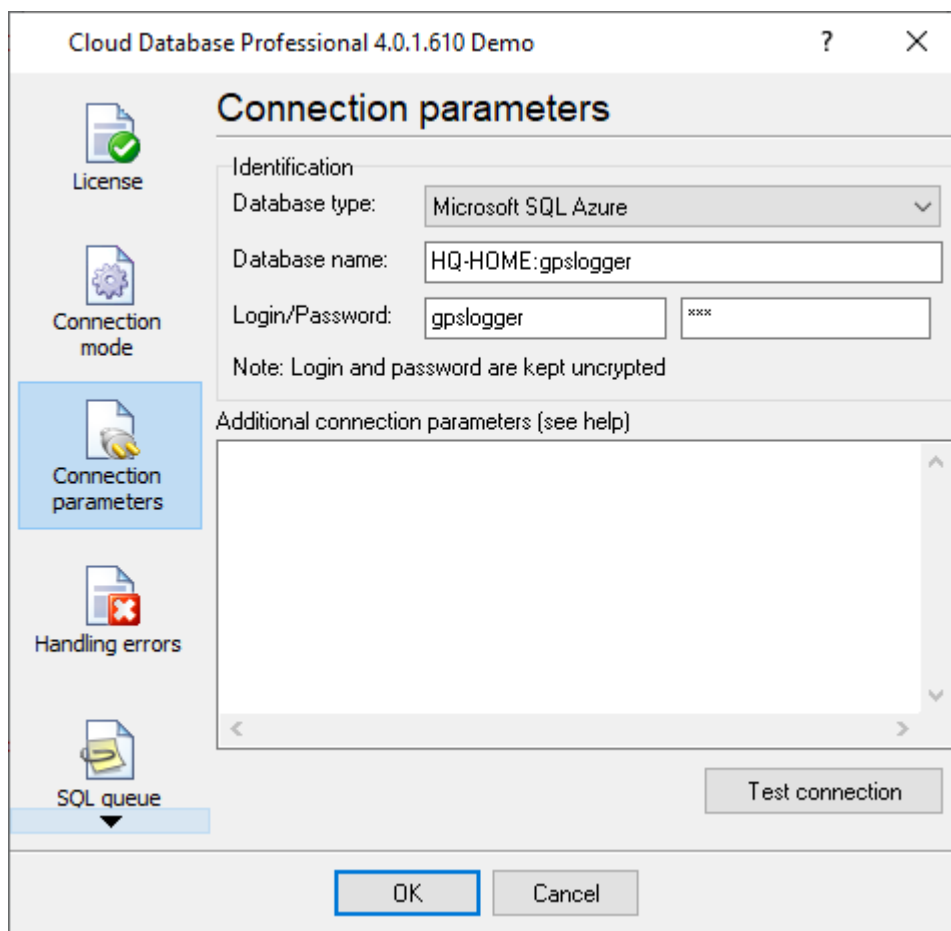 Cloud Database Professional 4.0.1.610 Demo ?
License
Connection
mode
Connection
parameters
Handling errors
SQL queue
Connection parameters
Identification
Database type: Microsoft SQL Azure
Database name: HQ-HOME:gpslogger
Login/Password: gpslogger ***
Note: Login and password are kept uncrypted
Additional connection parameters (see help)
Test connection
OK Cancel